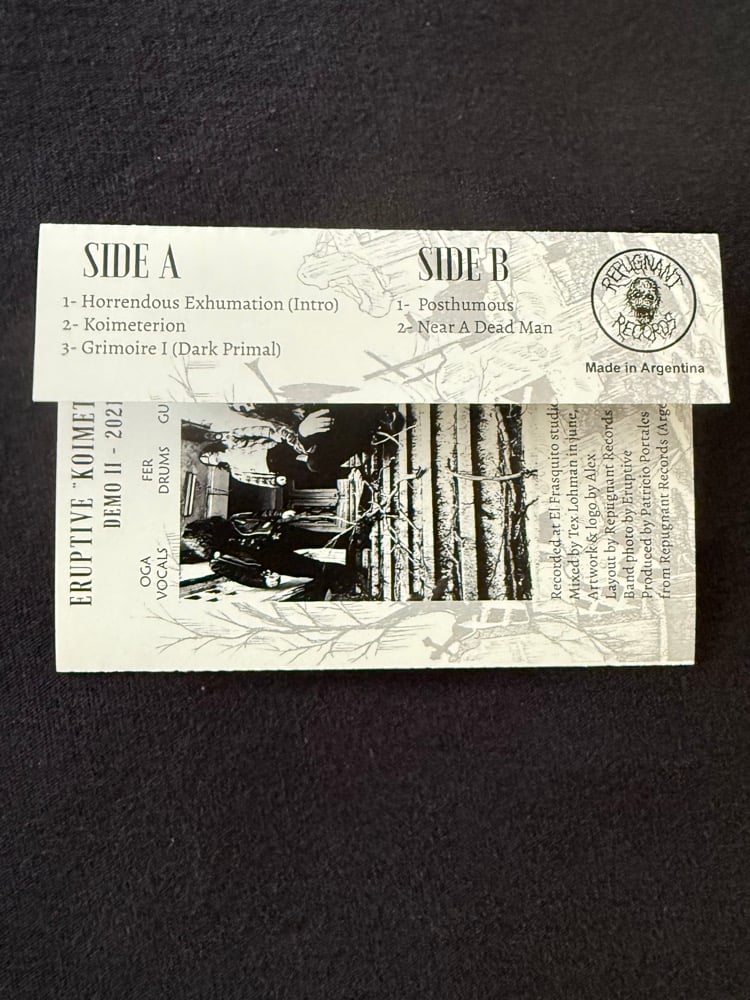 SIDE A
1- Horrendous Exhumation (Intro)
2- Koimeterion
3- Grimoire I (Dark Primal)
SIDE B
1- Posthumous
2- Near A Dead Man
REPUGNANT
RECORDS
Made in Argentina
ERUPTIVE "KOIMET
DEMO II - 2021
OGA
VOCALS
FER
DRUMS
GU
Recorded at El Frasquito studio
Mixed by Tex Lohman in june,
Artwork & logo by Alex
Layout by Repugnant Records
Band photo by Eruptive
Produced by Patricio Portales
from Repugnant Records (Arge